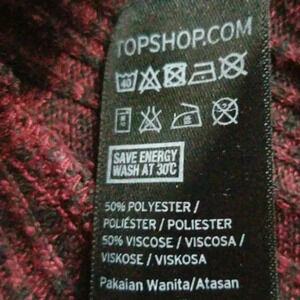 TOPSHOP.COM
SAVE ENERGY
WASH AT 30°C
50% POLYESTER /
POLIÉSTER / POLIESTER
50% VISCOSE / VISCOSA /
VISKOSE / VISKOSA
Pakaian Wanita/Atasan